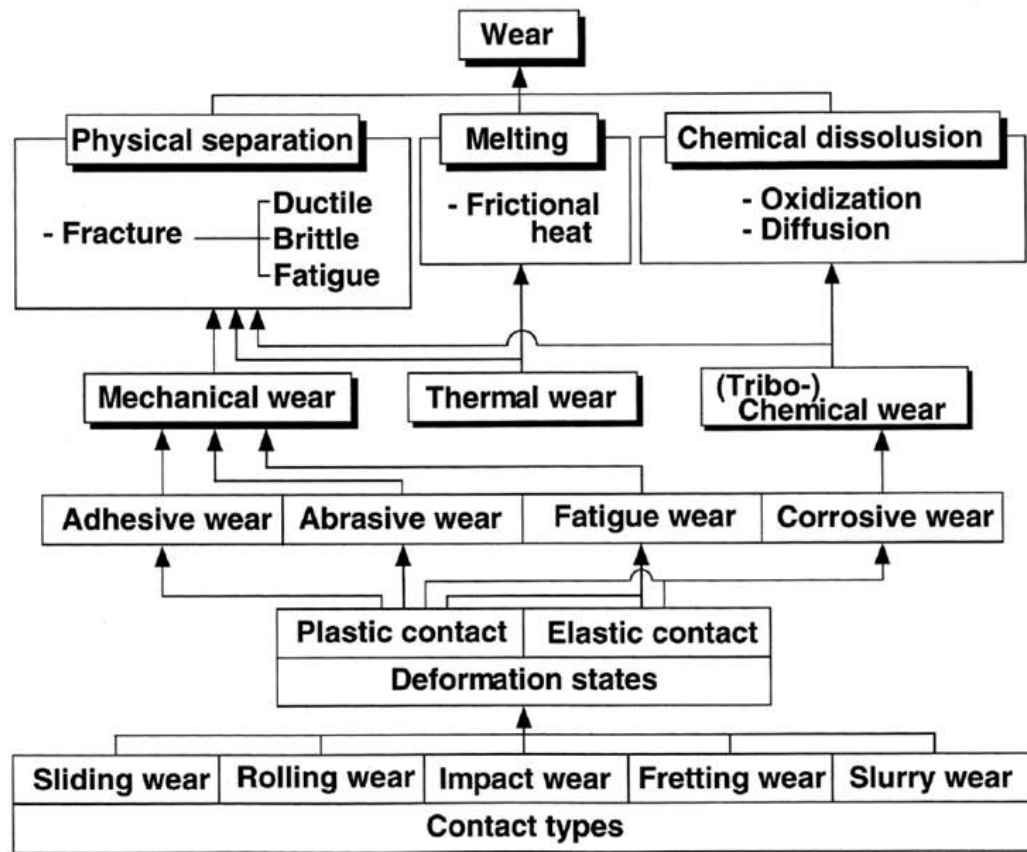 Wear
Physical separation
Melting
Chemical dissolusion
- Fracture
Ductile
Brittle
Fatigue
- Frictional
heat
- Oxidization
- Diffusion
Mechanical wear
Thermal wear
(Tribo-)
Chemical wear
Adhesive wear
Abrasive wear
Fatigue wear
Corrosive wear
Plastic contact
Elastic contact
Deformation states
Sliding wear
Rolling wear
Impact wear
Fretting wear
Slurry wear
Contact types